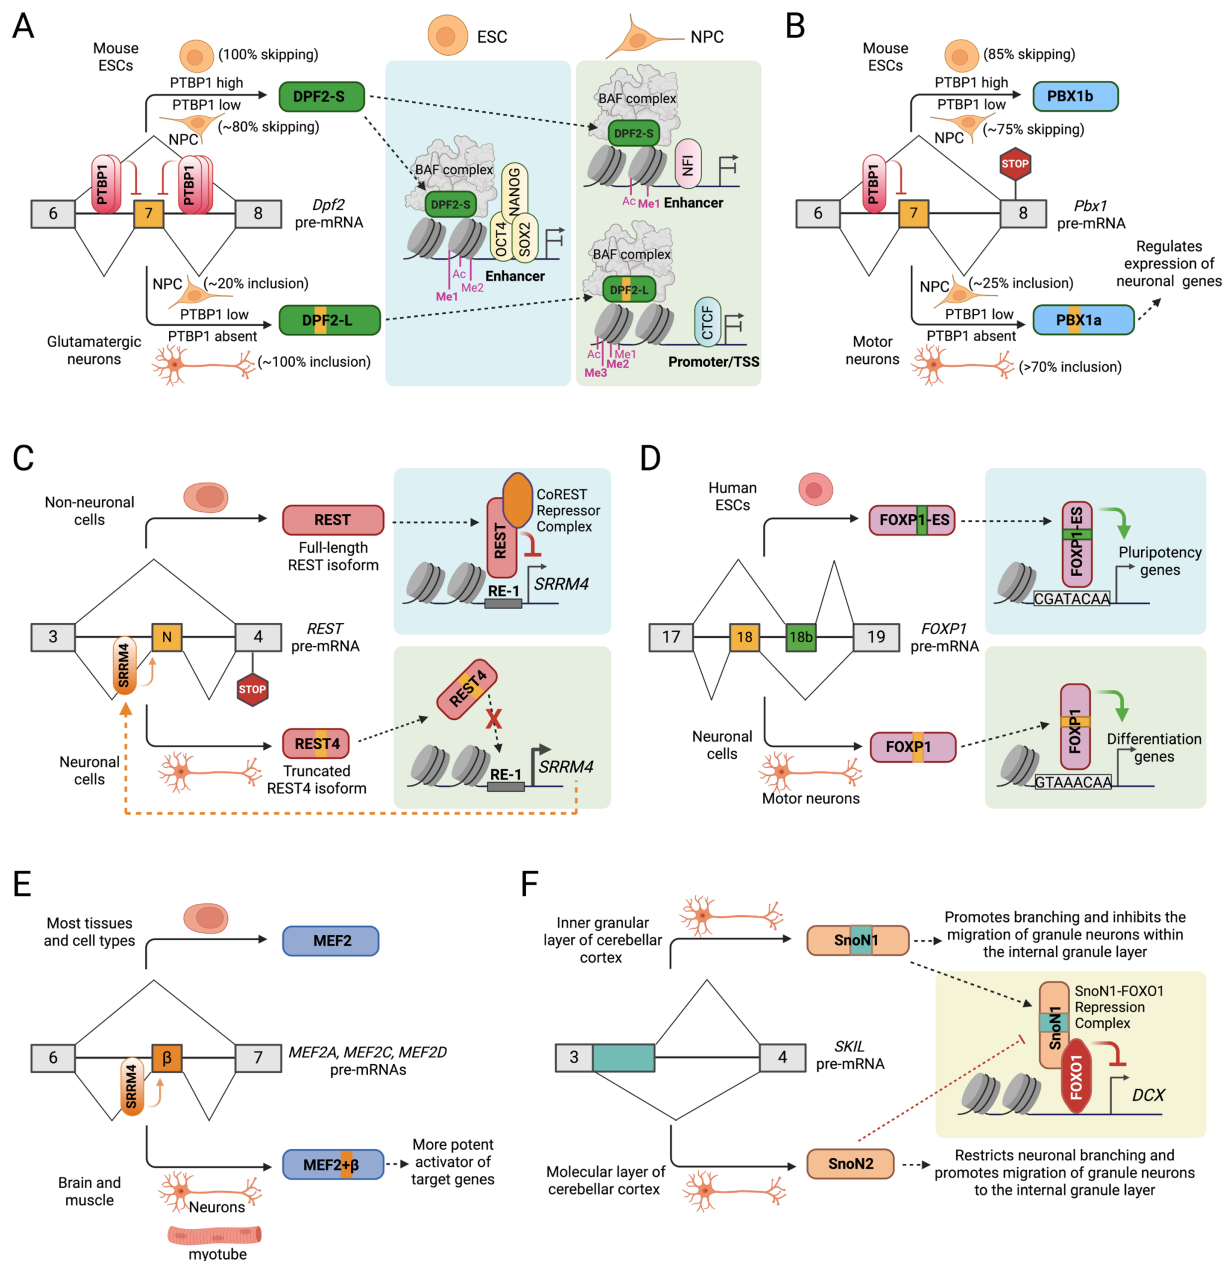 A
Mouse
ESCs
(100% skipping)
PTBP1 high
PTBP1 low
NPC
(~80% skipping)
DPF2-S
PTBP1
PTBP1
6
7
8
Dpf2
pre-mRNA
NPC
(~20% inclusion)
PTBP1 low
PTBP1 absent
DPF2-L
Glutamatergic
neurons
(~100% inclusion)
ESC
BAF complex
DPF2-S
OCT4
NANOG
SOX2
Ac
Me2
Me1
Enhancer
NPC
BAF complex
DPF2-S
NFI
Ac
Me1
Enhancer
BAF complex
DPF2-L
CTCF
Ac
Me1
Me2
Me3
Promoter/TSS
B
Mouse
ESCs
(85% skipping)
PTBP1 high
PTBP1 low
NPC
(~75% skipping)
PBX1b
PTBP1
STOP
6
7
8
Pbx1
pre-mRNA
NPC
(~25% inclusion)
PTBP1 low
PTBP1 absent
PBX1a
Regulates
expression of
neuronal genes
Motor
neurons
(>70% inclusion)
C
Non-neuronal
cells
REST
Full-length
REST isoform
REST
CoREST
Repressor
Complex
RE-1
SRRM4
3
N
4
SRRM4
STOP
REST
pre-mRNA
Neuronal
cells
REST4
Truncated
REST4 isoform
REST4
X
RE-1
SRRM4
D
Human
ESCs
FOXP1-ES
FOXP1-ES
Pluripotency
genes
CGATACAA
17
18
18b
19
FOXP1
pre-mRNA
Neuronal
cells
Motor neurons
FOXP1
FOXP1
Differentiation
genes
GTAAACAA
E
Most tissues
and cell types
MEF2
6
β
7
SRRM4
MEF2A, MEF2C, MEF2D
pre-mRNAs
Brain and
muscle
Neurons
myotube
MEF2+β
More potent
activator of
target genes
F
Inner granular
layer of cerebellar
cortex
SnoN1
Promotes branching and inhibits the
migration of granule neurons within
the internal granule layer
SnoN1
SnoN1-FOXO1
Repression
Complex
FOXO1
DCX
3
4
SKIL
pre-mRNA
Molecular layer of
cerebellar cortex
SnoN2
Restricts neuronal branching and
promotes migration of granule neurons
to the internal granule layer